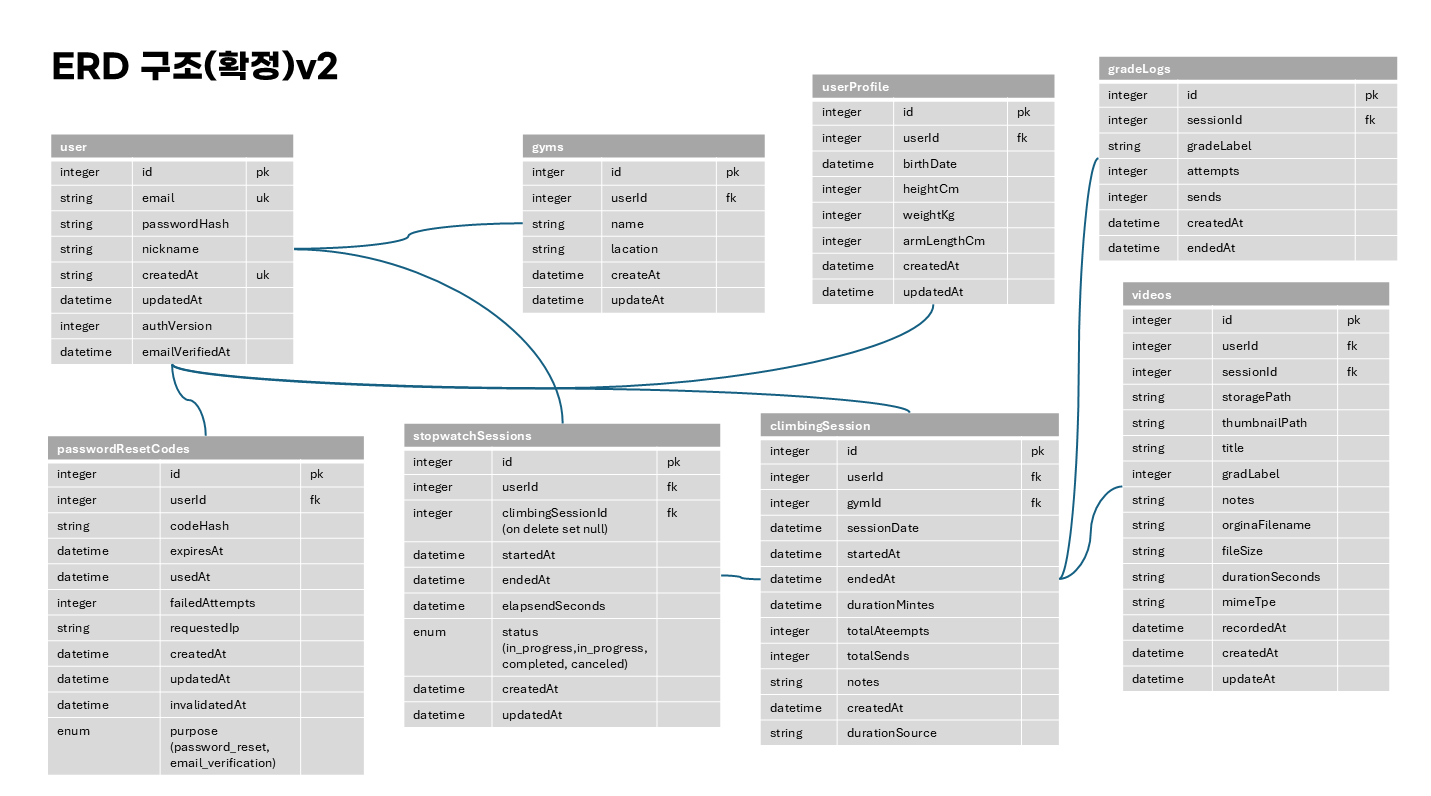 ERD 구조(확정)v2
user
integer id pk
string email uk
string passwordHash
string nickname
string createdAt uk
datetime updatedAt
integer authVersion
datetime emailVerifiedAt
gyms
intger id pk
integer userId fk
string name
string lacation
datetime createAt
datetime updateAt
userProfile
integer id pk
integer userId fk
datetime birthDate
integer heightCm
integer weightKg
integer armLengthCm
datetime createdAt
datetime updatedAt
gradeLogs
integer id pk
integer sessionId fk
string gradeLabel
integer attempts
integer sends
datetime createdAt
datetime endedAt
videos
integer id pk
integer userId fk
integer sessionId fk
string storagePath
string thumbnailPath
string title
integer gradLabel
string notes
string orginaFilename
string fileSize
string durationSeconds
string mimeTpe
datetime recordedAt
datetime createdAt
datetime updateAt
passwordResetCodes
integer id pk
integer userId fk
string codeHash
datetime expiresAt
datetime usedAt
integer failedAttempts
string requestedIp
datetime createdAt
datetime updatedAt
datetime invalidatedAt
enum purpose
(password_reset,
email_verification)
stopwatchSessions
integer id pk
integer userId fk
integer climbingSessionId fk
(on delete set null)
datetime startedAt
datetime endedAt
datetime elapsendSeconds
enum status
(in_progress,in_progress,
completed, canceled)
datetime createdAt
datetime updatedAt
climbingSession
integer id pk
integer userId fk
integer gymId fk
datetime sessionDate
datetime startedAt
datetime endedAt
datetime durationMintes
integer totalAteempts
integer totalSends
string notes
datetime createdAt
string durationSource